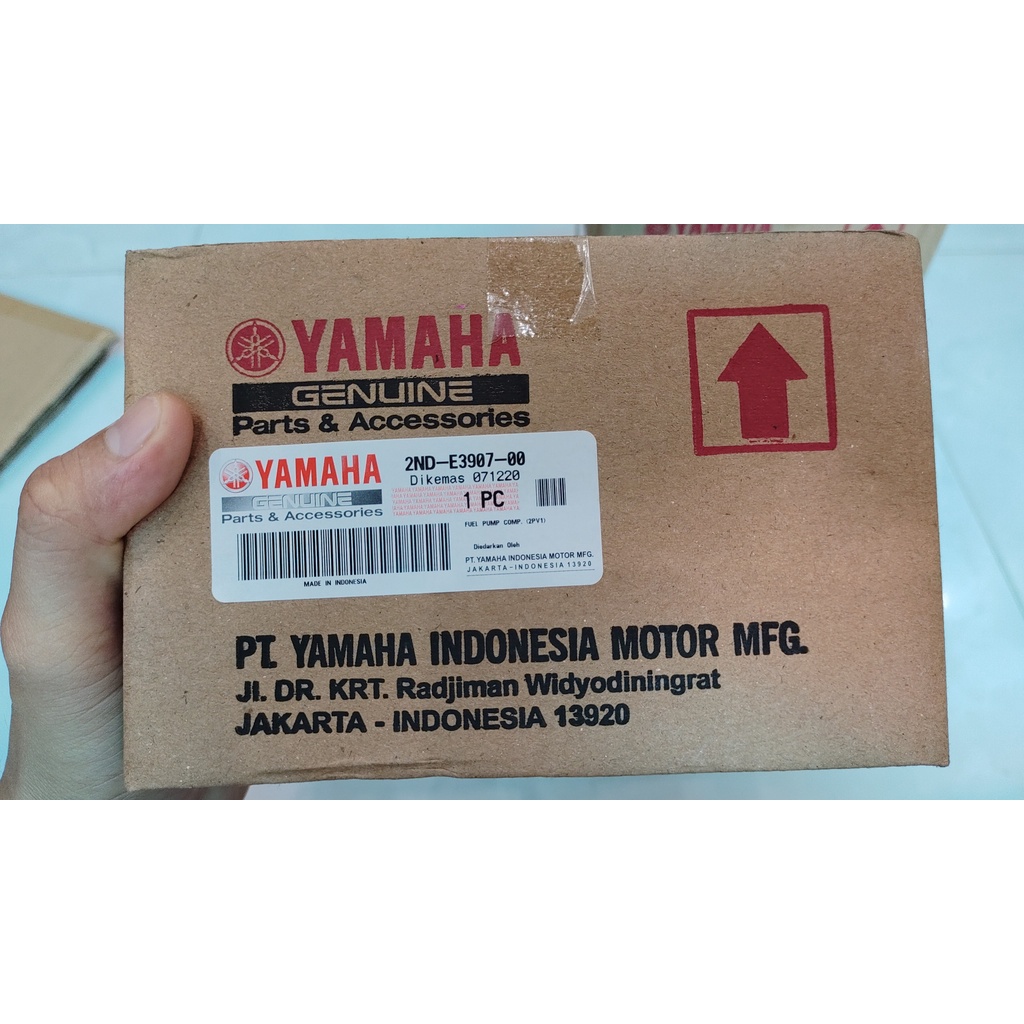 YAMAHA
YAMAHA
GENUINE
Parts & Accessories
YAMAHA
GENUINE
Parts & Accessories
MADE IN INDONESIA
2ND-E3907-00
Dikemas 071220
1 PC
FUEL PUMP COMP. (2PV1)
Diedarkan Oleh
PT. YAMAHA INDONESIA MOTOR MFG.
JAKARTA-INDONESIA 13920
PT. YAMAHA INDONESIA MOTOR MFG.
Jl. DR. KRT. Radjiman Widyodiningrat
JAKARTA - INDONESIA 13920